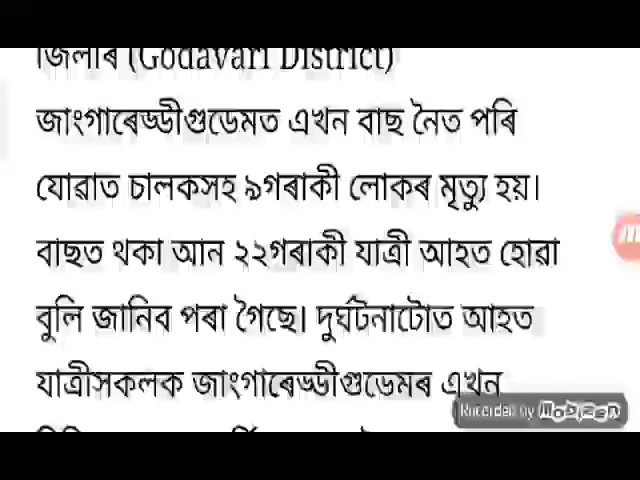 জিলাৰ (Godavari District)
জাংগাৰেড্ডীগুডেমত এখন বাছ নৈত পৰি
যোৱাত চালকসহ ৯গৰাকী লোকৰ মৃত্যু হয়।
বাছত থকা আন ২২গৰাকী যাত্ৰী আহত হোৱা
বুলি জানিব পৰা গৈছে। দুৰ্ঘটনাটোত আহত
যাত্ৰীসকলক জাংগাৰেড্ডীগুডেমৰ এখন
Recorded by MOBIZEN